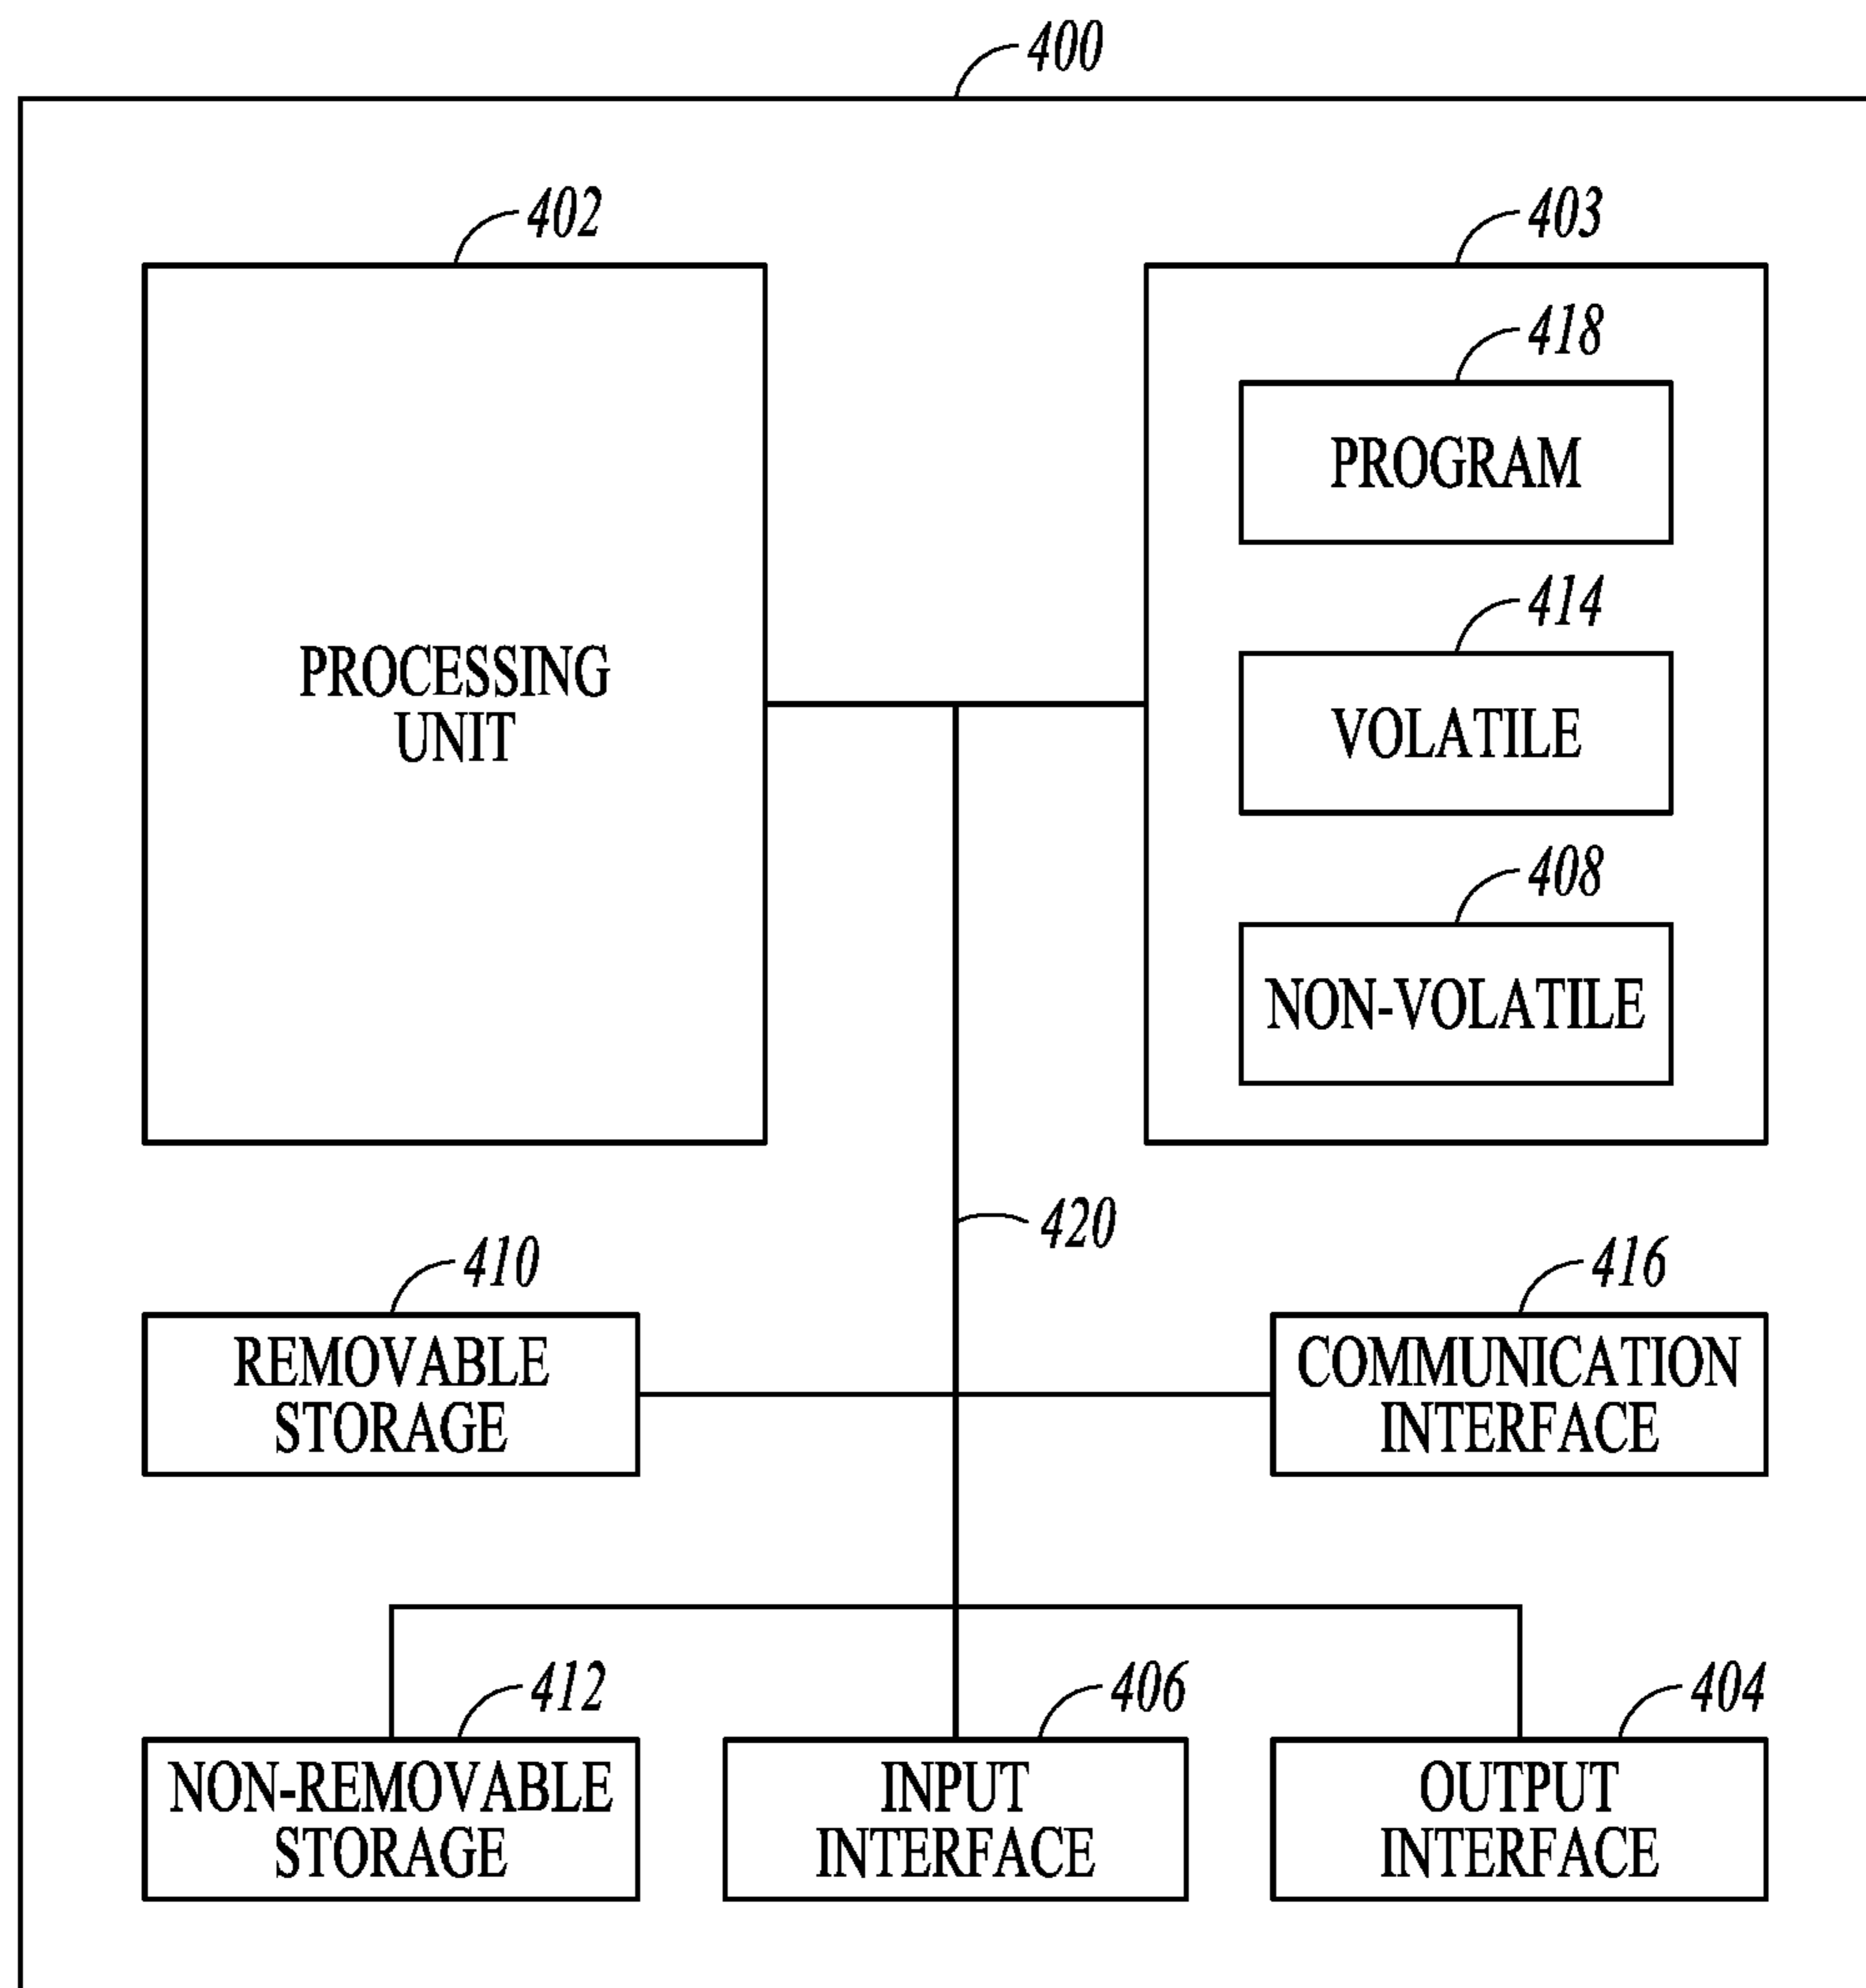 400
402
403
418
PROGRAM
414
PROCESSING
UNIT
VOLATILE
408
NON-VOLATILE
420
410
416
REMOVABLE
STORAGE
COMMUNICATION
INTERFACE
412
406
404
NON-REMOVABLE
STORAGE
INPUT
INTERFACE
OUTPUT
INTERFACE